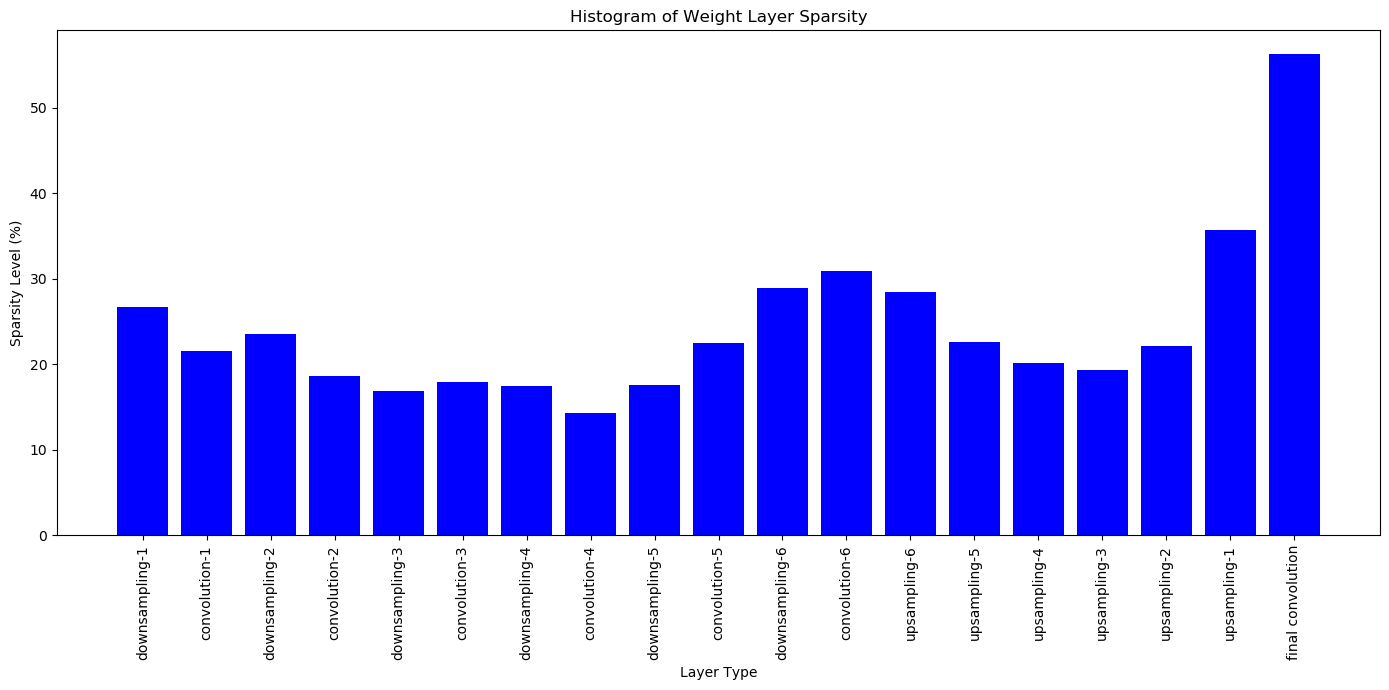 Histogram of Weight Layer Sparsity
Sparsity Level (%)
50
40
30
20
10
0
downsampling-1
convolution-1
downsampling-2
convolution-2
downsampling-3
convolution-3
downsampling-4
convolution-4
downsampling-5
convolution-5
downsampling-6
convolution-6
upsampling-6
upsampling-5
upsampling-4
upsampling-3
upsampling-2
upsampling-1
final convolution
Layer Type